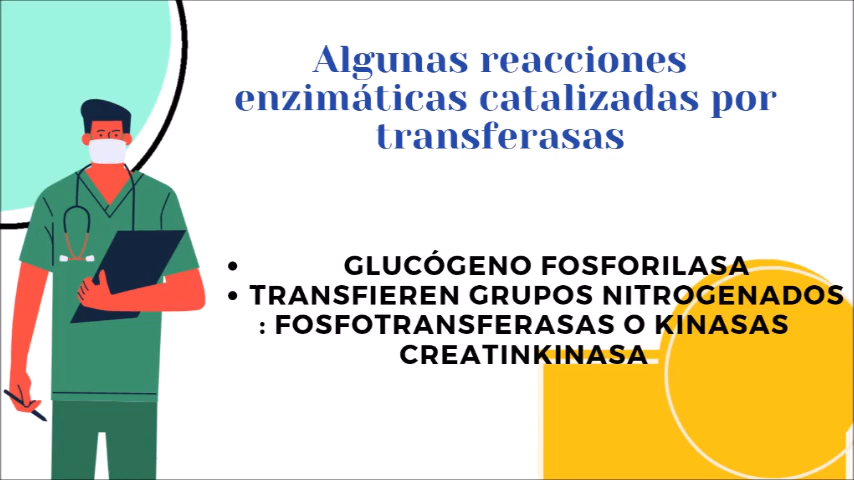 Algunas reacciones
enzimáticas catalizadas por
transferasas
• GLUCÓGENO FOSFORILASA
• TRANSFIEREN GRUPOS NITROGENADOS
: FOSFOTRANSFERASAS O KINASAS
CREATINKINASA